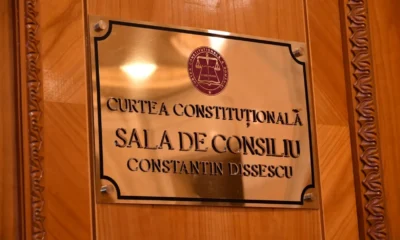 CURTEA CONSTITUȚIONALĂ
SALA DE CONSILIU
CONSTANTIN DISSESCU